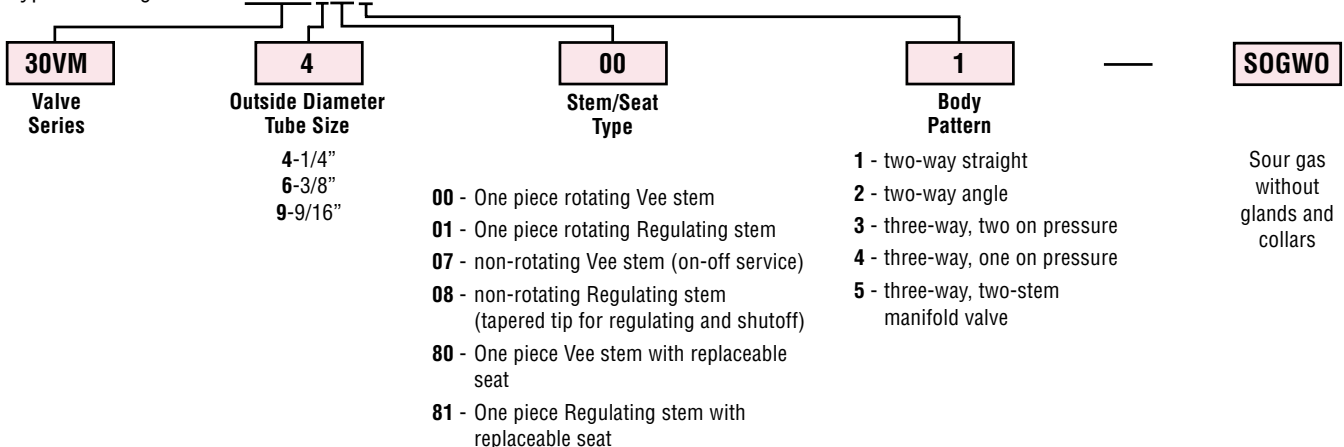 30VM
4
00
1
—
SOGWO
Valve
Series
Outside Diameter
Tube Size
4-1/4”
6-3/8”
9-9/16”
Stem/Seat
Type
00 - One piece rotating Vee stem
01 - One piece rotating Regulating stem
07 - non-rotating Vee stem (on-off service)
08 - non-rotating Regulating stem
(tapered tip for regulating and shutoff)
80 - One piece Vee stem with replaceable
seat
81 - One piece Regulating stem with
replaceable seat
Body
Pattern
1 - two-way straight
2 - two-way angle
3 - three-way, two on pressure
4 - three-way, one on pressure
5 - three-way, two-stem
manifold valve
Sour gas
without
glands and
collars